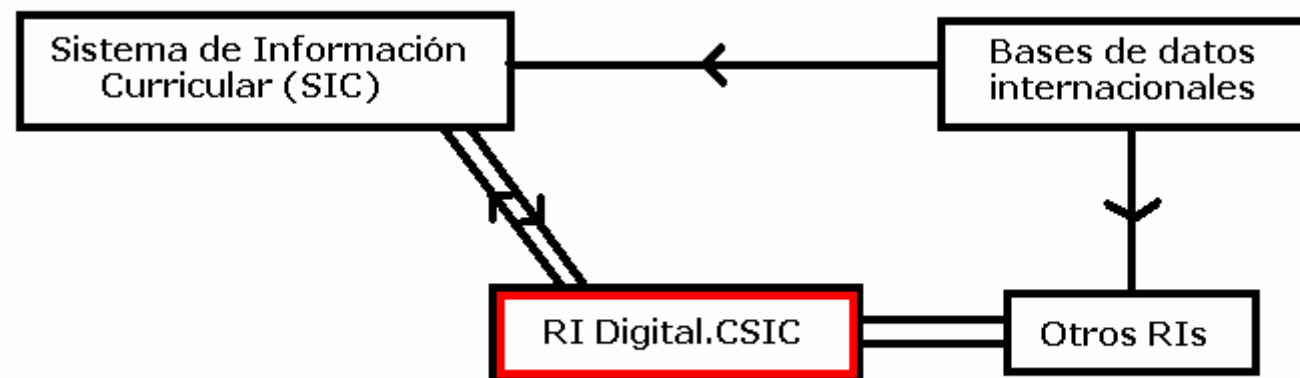 Sistema de Información
Curricular (SIC)
Bases de datos
internacionales
RI Digital.CSIC
Otros RIs